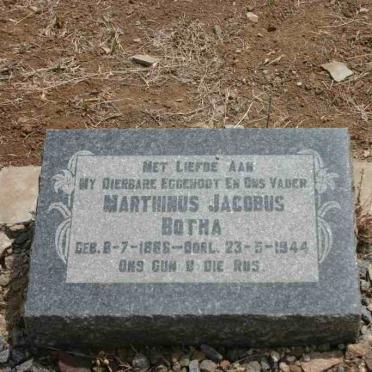 MET LIEFDE AAN
MY DIERBARE EGGENOOT EN ONS VADER
MARTHINUS JACOBUS
BOTHA
GEB. 8-7-1886 — OORL. 23-5-1944
ONS GUN U DIE RUS.